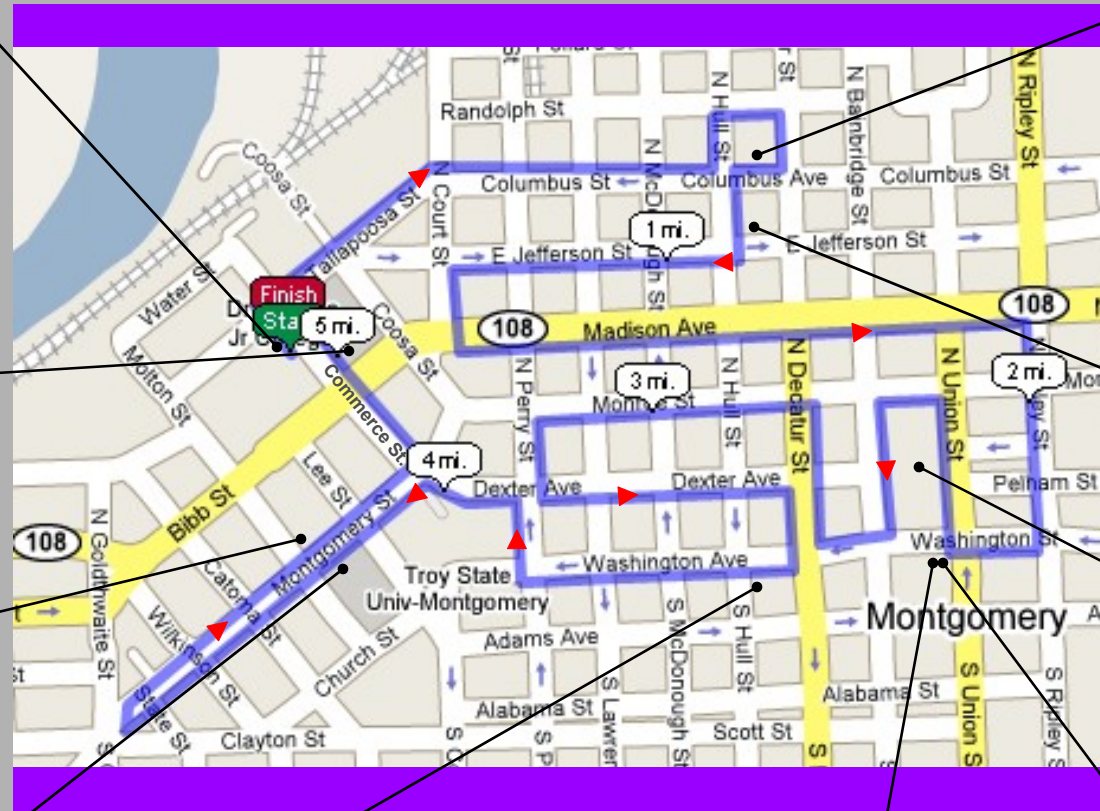 Randolph St
N Hull St
N Bainbridge St
N Ripley St
Coosa St
N Court St
Columbus St
Columbus Ave
Columbus St
Tallapoosa St
1 mi.
E Jefferson St
Jefferson St
Water St
Finish
5 mi.
Coosa St
108
Madison Ave
108
Molton St
Commerce St.
N Perry St
3 mi.
N Hull St
N Decatur St
N Union St
2 mi.
4 mi.
Lee St
Dexter Ave
Dexter Ave
Pelham St
Bibb St
Montgomery St
108
N Goldthwaite St
Washington Ave
Washington St
Catoma St
Troy State
Univ-Montgomery
Montgomery
Wilkinson St
Church St
Adams Ave
S McDonough St
S Hull St
State St
Alabama St
Alabama St
S Union St
S Ripley S
Clayton St
Scott St
S Lawren